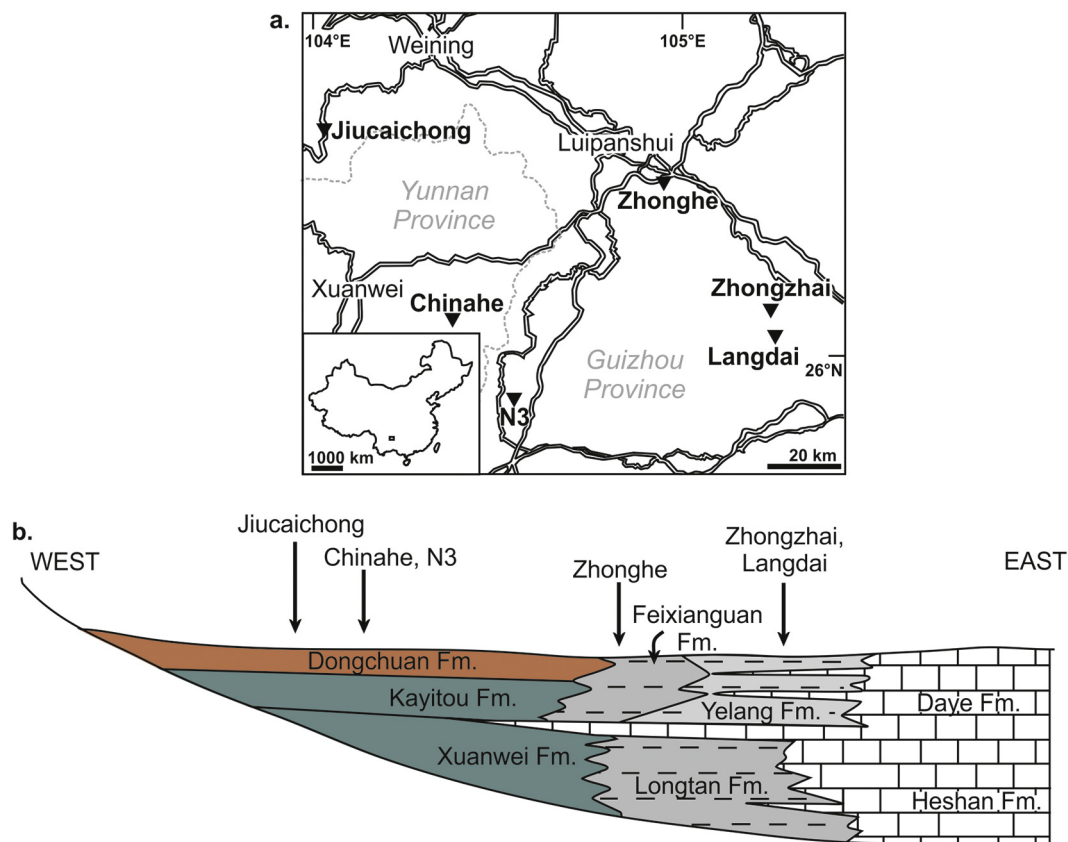 a.
104°E
105°E
Weining
Jiucaichong
Luipanshui
Yunnan
Province
Zhonghe
Xuanwei
Chinahe
Zhongzhai
Langdai
26°N
Guizhou
Province
N3
1000 km
20 km
b.
WEST
Jiucaichong
Chinahe, N3
Zhonghe
Zhongzhai,
Langdai
EAST
Feixianguan
Fm.
Dongchuan Fm.
Kayitou Fm.
Yelang Fm.
Daye Fm.
Xuanwei Fm.
Longtan Fm.
Heshan Fm.